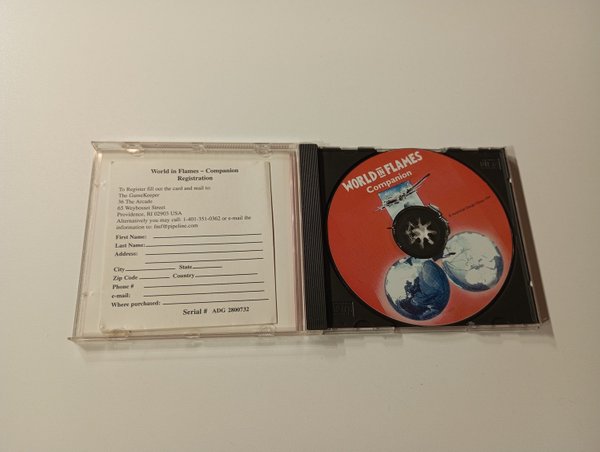 World in Flames – Companion
Registration
To Register fill out the card and mail to:
The GameKeeper
36 The Arcade
65 Weybosset Street
Providence, RI 02903 USA
Alternatively you may call: 1-401-351-0362 or e-mail the
information to: fmf@pipeline.com
First Name:
Last Name:
Address:
City State
Zip Code Country
Phone #
e-mail:
Where purchased:
Serial # ADG 2800732
WORLD IN FLAMES
Companion